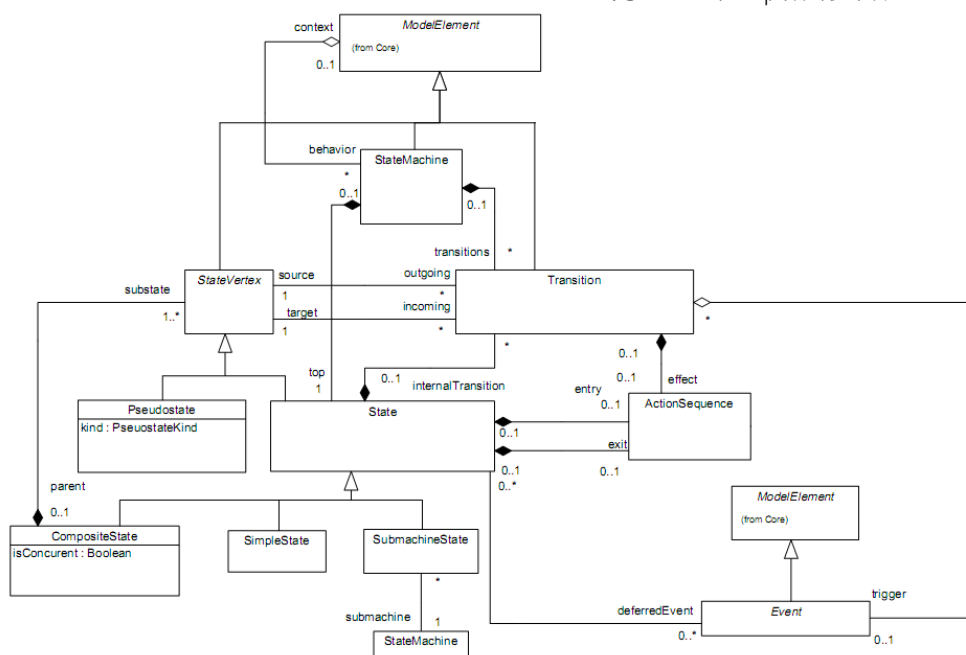 context
ModelElement
(from Core)
0..1
behavior
*
StateMachine
0..1
0..1
transitions
*
StateVertex
source
1
outgoing
*
Transition
substate
1..*
target
1
incoming
*
*
*
0..1
0..1
effect
top
1
0..1
internalTransition
entry
0..1
ActionSequence
Pseudostate
kind : PseuostateKind
State
0..1
exit
0..1
0..1
0..*
parent
0..1
ModelElement
(from Core)
CompositeState
isConcurent : Boolean
SimpleState
SubmachineState
*
submachine
1
StateMachine
deferredEvent
0..*
Event
trigger
0..1